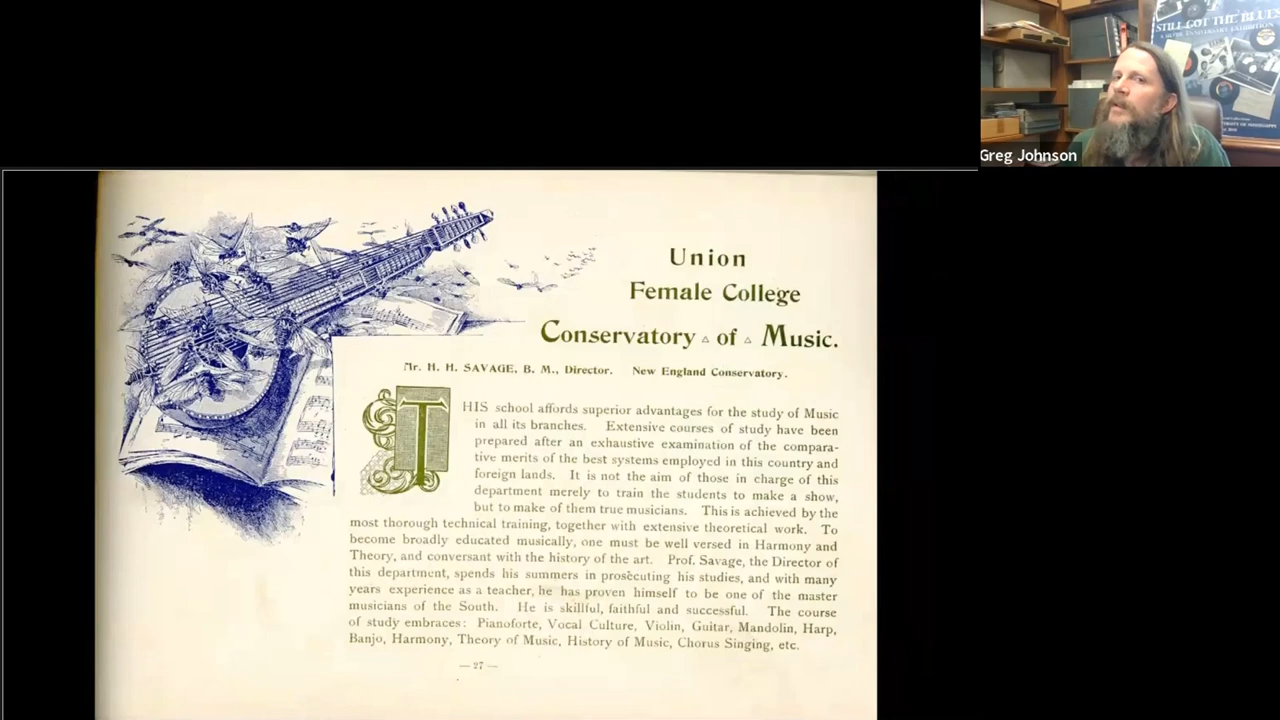 STILL GOT THE BLUES
Greg Johnson
Union
Female College
Conservatory ▵ of ▵ Music.
Mr. H. H. SAVAGE, B. M., Director. New England Conservatory.
THIS school affords superior advantages for the study of Music
in all its branches. Extensive courses of study have been
prepared after an exhaustive examination of the compara-
tive merits of the best systems employed in this country and
foreign lands. It is not the aim of those in charge of this
department merely to train the students to make a show,
but to make of them true musicians. This is achieved by the
most thorough technical training, together with extensive theoretical work. To
become broadly educated musically, one must be well versed in Harmony and
Theory, and conversant with the history of the art. Prof. Savage, the Director of
this department, spends his summers in prosecuting his studies, and with many
years experience as a teacher, he has proven himself to be one of the master
musicians of the South. He is skillful, faithful and successful. The course
of study embraces: Pianoforte, Vocal Culture, Violin, Guitar, Mandolin, Harp,
Banjo, Harmony, Theory of Music, History of Music, Chorus Singing, etc.
— 27 —